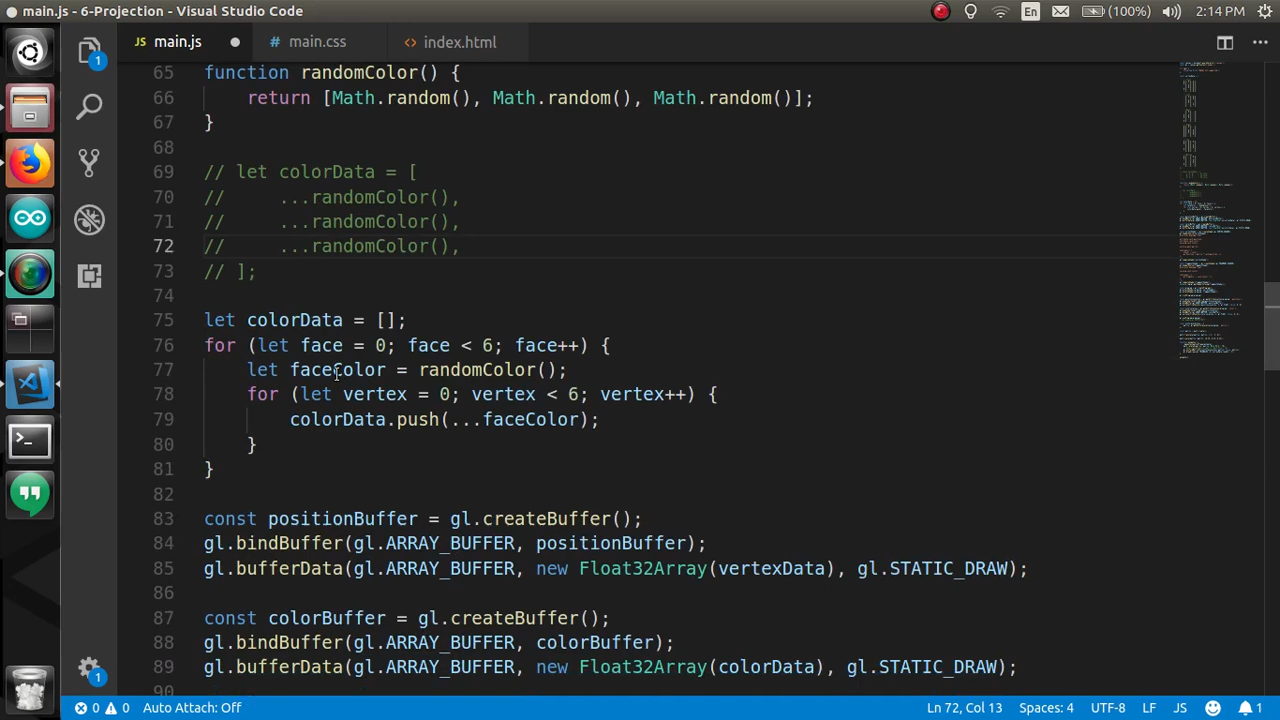 main.js - 6-Projection - Visual Studio Code
En
(100%)
2:14 PM
1
JS main.js
# main.css
<> index.html
65 function randomColor() {
66 return [Math.random(), Math.random(), Math.random()];
67 }
68
69 // let colorData = [
70 // ...randomColor(),
71 // ...randomColor(),
72 // ...randomColor(),
73 // ];
74
75 let colorData = [];
76 for (let face = 0; face < 6; face++) {
77 let faceColor = randomColor();
78 for (let vertex = 0; vertex < 6; vertex++) {
79 colorData.push(...faceColor);
80 }
81 }
82
83 const positionBuffer = gl.createBuffer();
84 gl.bindBuffer(gl.ARRAY_BUFFER, positionBuffer);
85 gl.bufferData(gl.ARRAY_BUFFER, new Float32Array(vertexData), gl.STATIC_DRAW);
86
87 const colorBuffer = gl.createBuffer();
88 gl.bindBuffer(gl.ARRAY_BUFFER, colorBuffer);
89 gl.bufferData(gl.ARRAY_BUFFER, new Float32Array(colorData), gl.STATIC_DRAW);
90
1
0 0 Auto Attach: Off
Ln 72, Col 13 Spaces: 4 UTF-8 LF JS 1